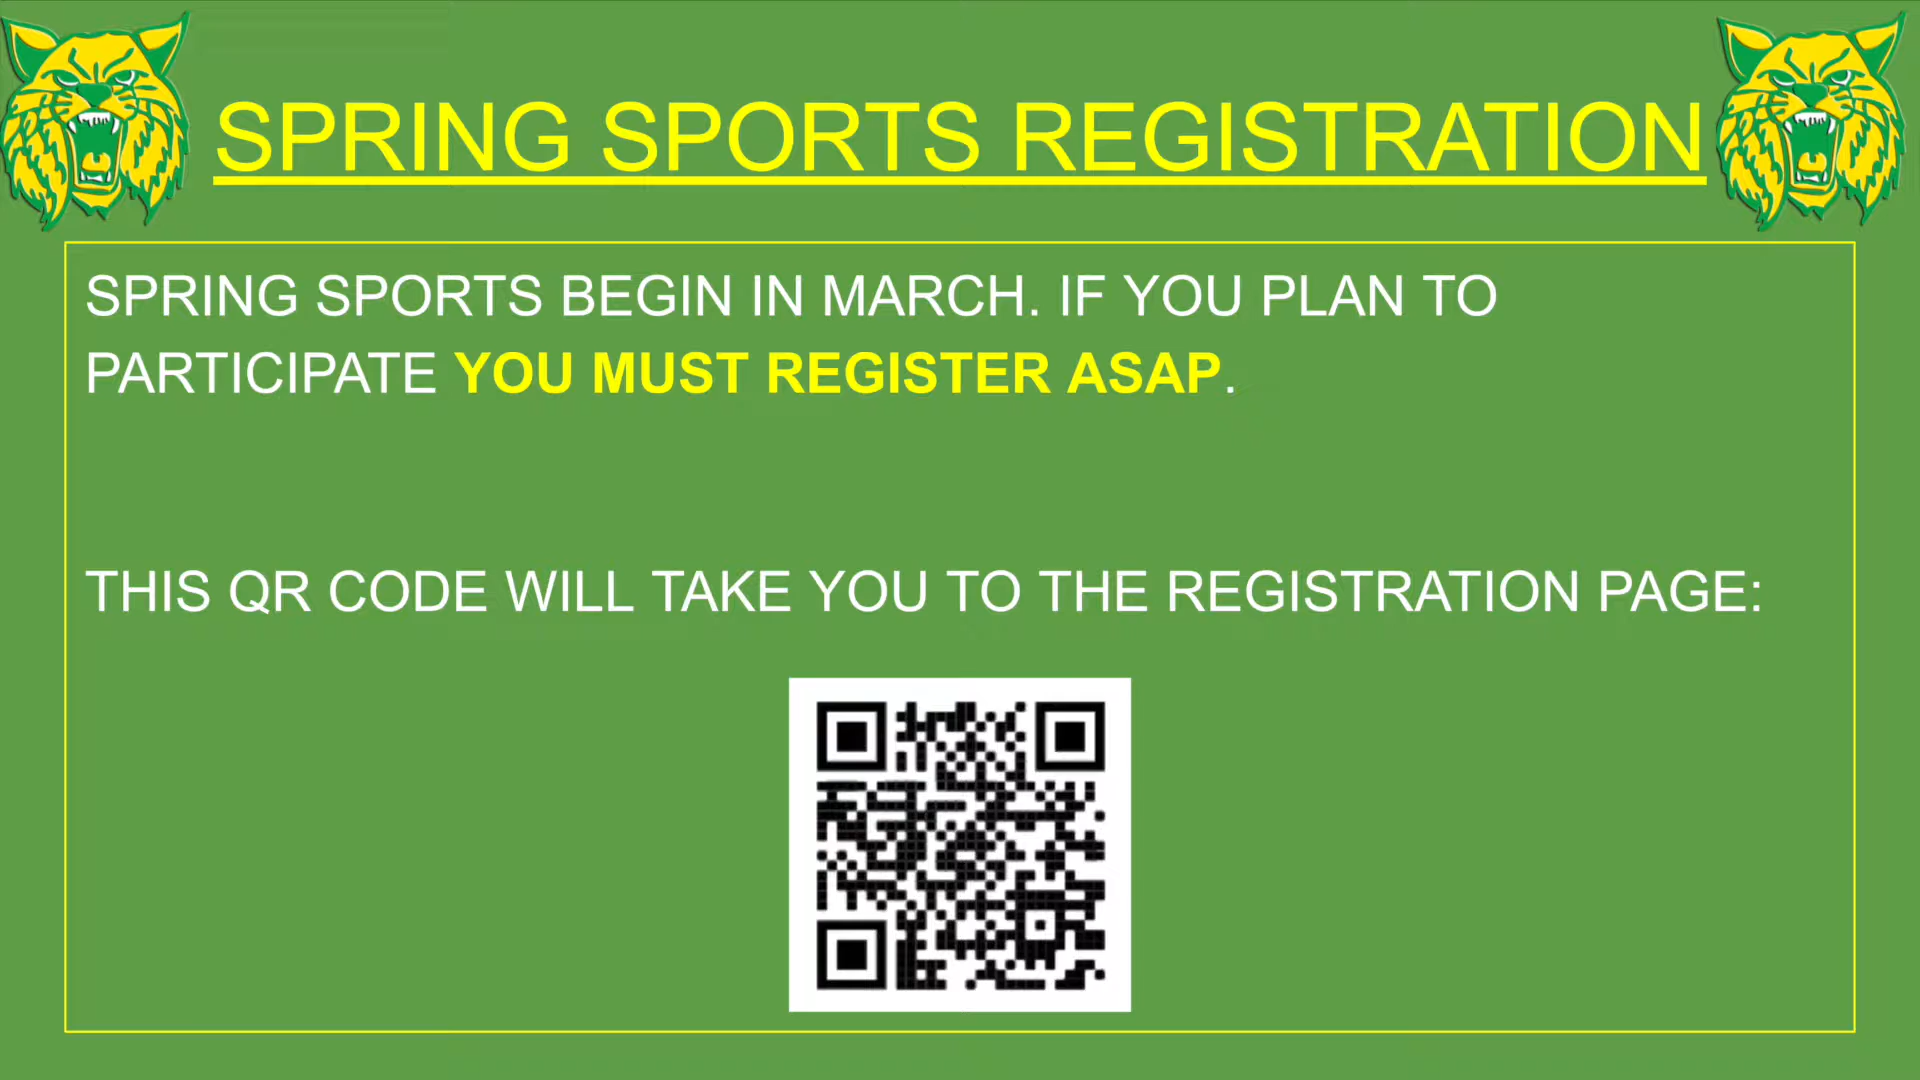 SPRING SPORTS REGISTRATION
SPRING SPORTS BEGIN IN MARCH. IF YOU PLAN TO
PARTICIPATE YOU MUST REGISTER ASAP.
THIS QR CODE WILL TAKE YOU TO THE REGISTRATION PAGE: